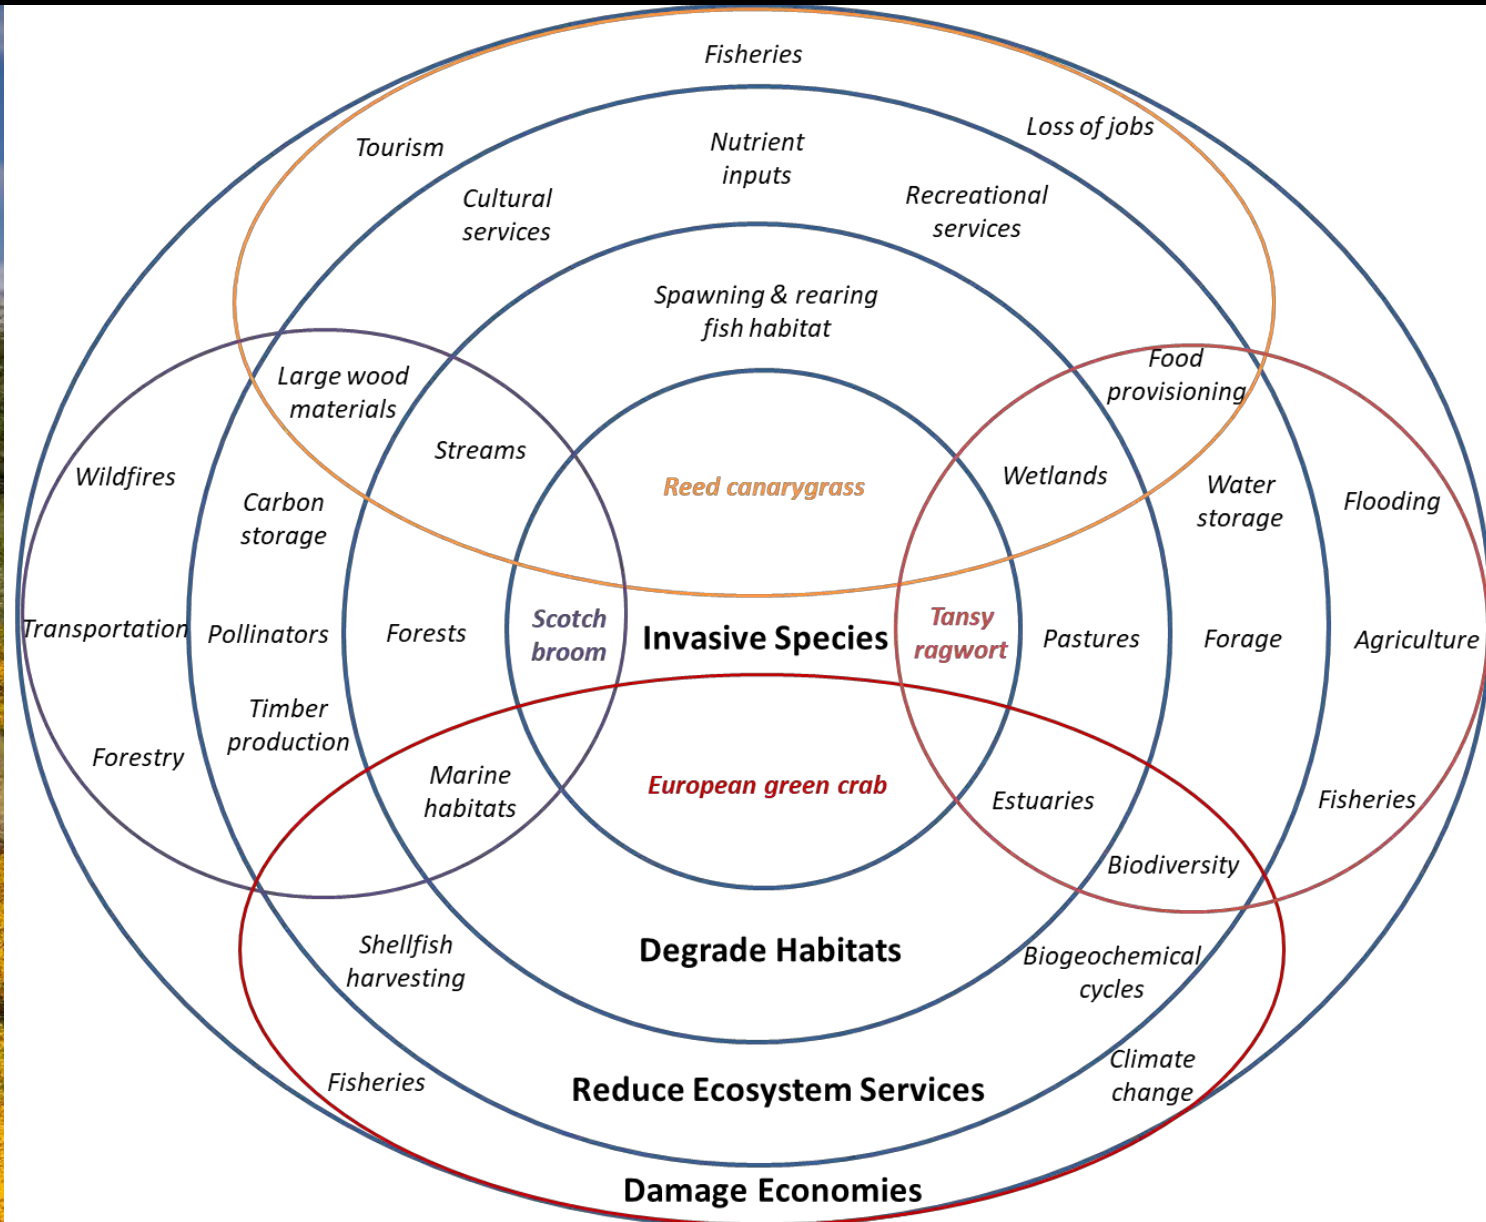 Fisheries
Loss of jobs
Tourism
Nutrient
inputs
Cultural
services
Recreational
services
Spawning & rearing
fish habitat
Large wood
materials
Food
provisioning
Streams
Wetlands
Wildfires
Carbon
storage
Reed canarygrass
Water
storage
Flooding
Transportation
Pollinators
Forests
Scotch
broom
Invasive Species
Tansy
ragwort
Pastures
Forage
Agriculture
Timber
production
Forestry
Marine
habitats
European green crab
Estuaries
Fisheries
Biodiversity
Shellfish
harvesting
Degrade Habitats
Biogeochemical
cycles
Fisheries
Reduce Ecosystem Services
Climate
change
Damage Economies